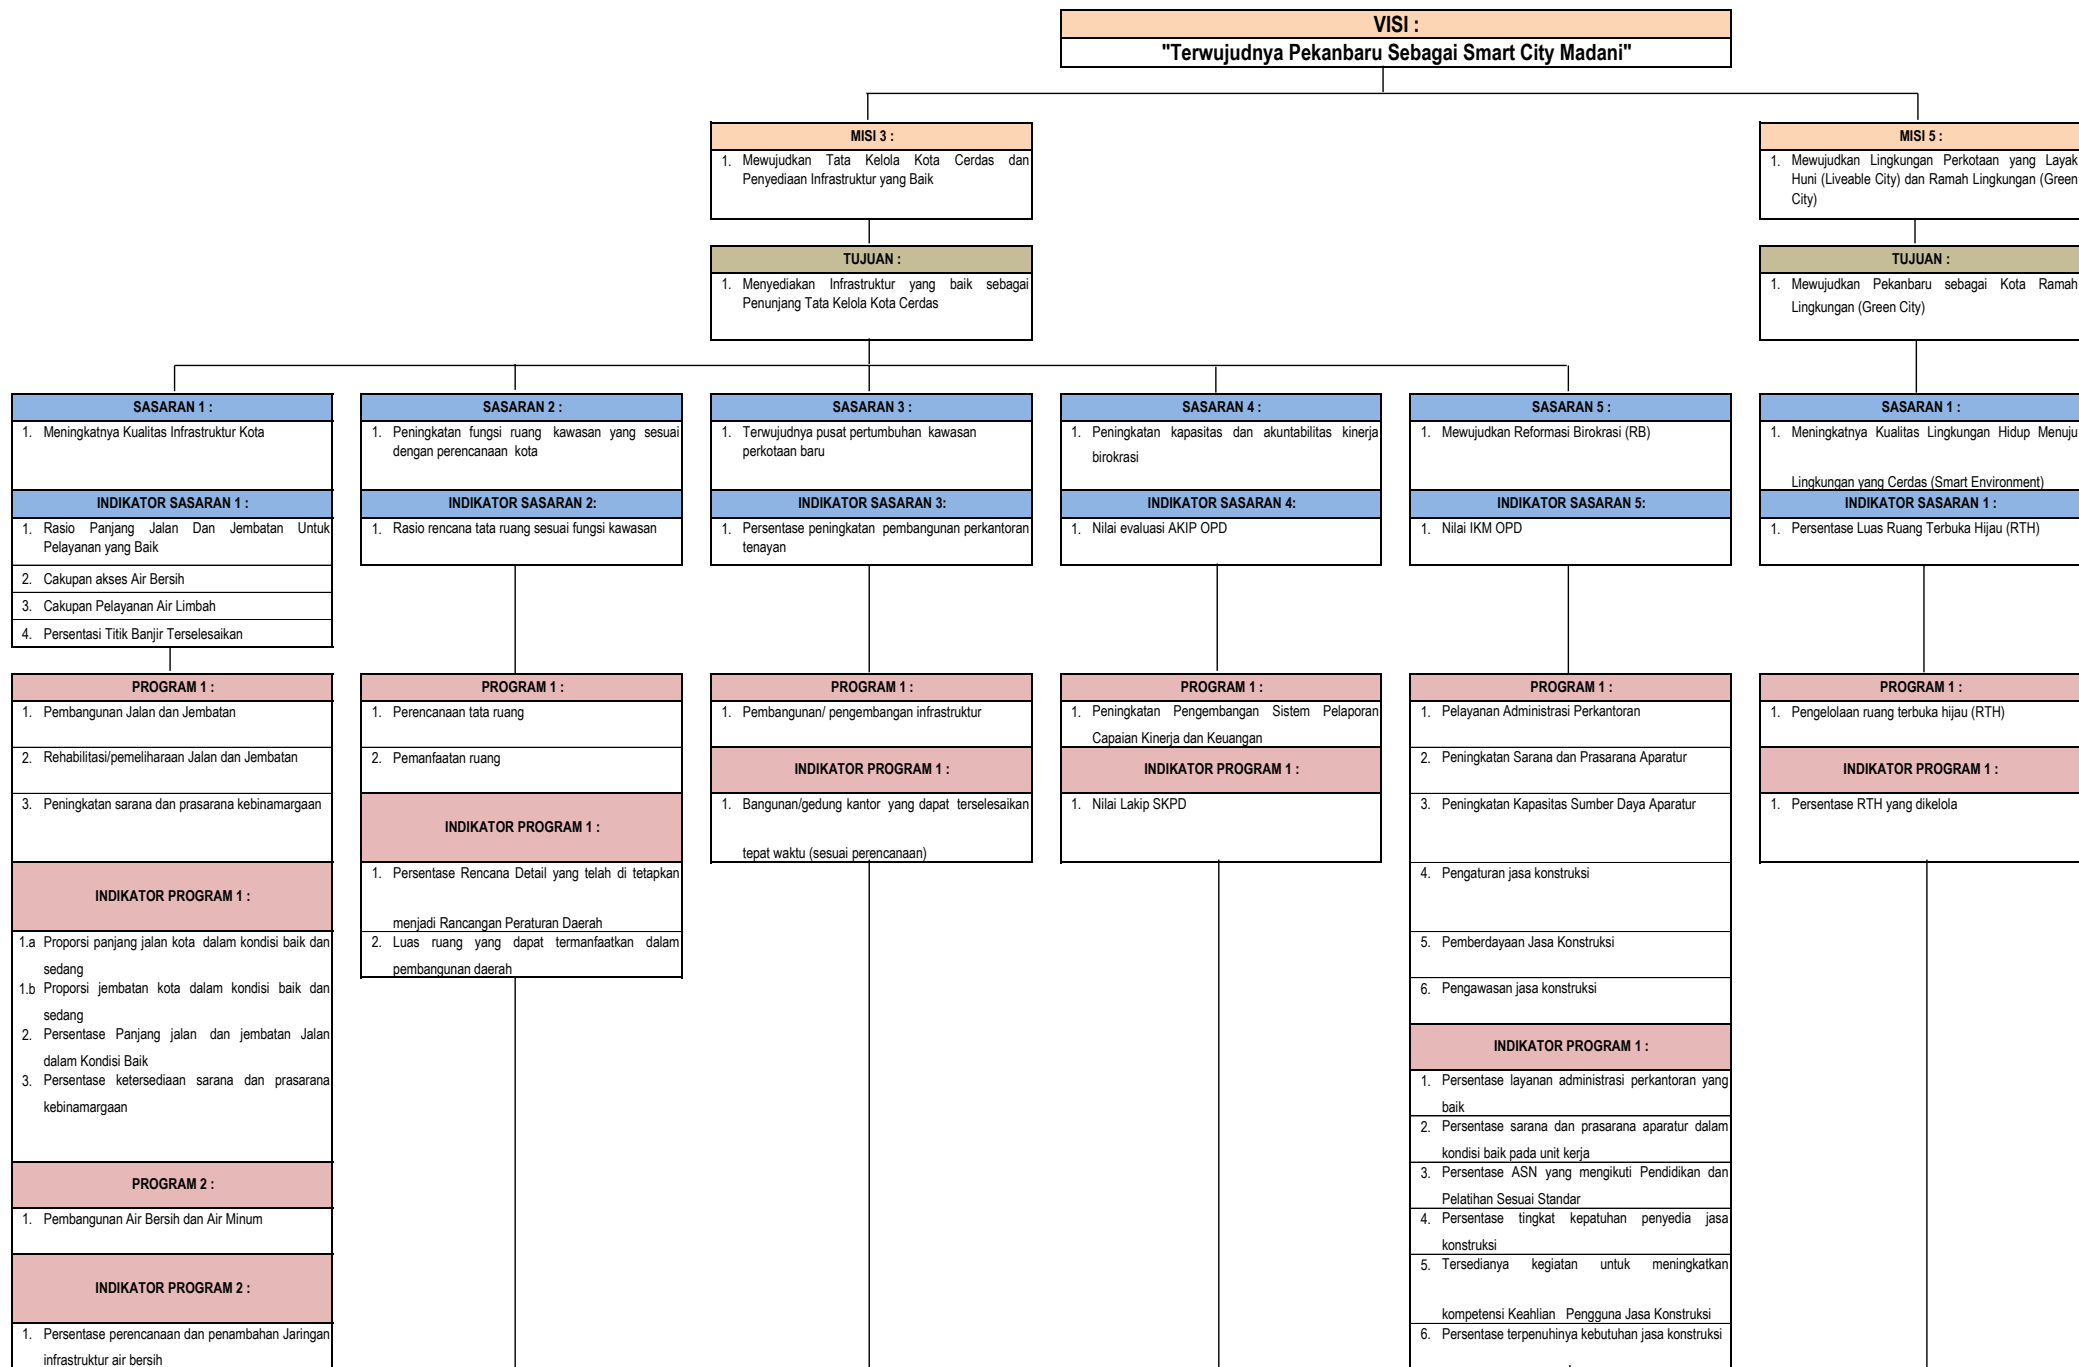 VISI :
"Terwujudnya Pekanbaru Sebagai Smart City Madani"
MISI 3 :
1. Mewujudkan Tata Kelola Kota Cerdas dan
Penyediaan Infrastruktur yang Baik
MISI 5 :
1. Mewujudkan Lingkungan Perkotaan yang Layak
Huni (Liveable City) dan Ramah Lingkungan (Green
City)
TUJUAN :
1. Menyediakan Infrastruktur yang baik sebagai
Penunjang Tata Kelola Kota Cerdas
TUJUAN :
1. Mewujudkan Pekanbaru sebagai Kota Ramah
Lingkungan (Green City)
SASARAN 1 :
1. Meningkatnya Kualitas Infrastruktur Kota
INDIKATOR SASARAN 1 :
1. Rasio Panjang Jalan Dan Jembatan Untuk
Pelayanan yang Baik
2. Cakupan akses Air Bersih
3. Cakupan Pelayanan Air Limbah
4. Persentasi Titik Banjir Terselesaikan
PROGRAM 1 :
1. Pembangunan Jalan dan Jembatan
2. Rehabilitasi/pemeliharaan Jalan dan Jembatan
3. Peningkatan sarana dan prasarana kebinamargaan
INDIKATOR PROGRAM 1 :
1.a Proporsi panjang jalan kota dalam kondisi baik dan
sedang
1.b Proporsi jembatan kota dalam kondisi baik dan
sedang
2. Persentase Panjang jalan dan jembatan Jalan
dalam Kondisi Baik
3. Persentase ketersediaan sarana dan prasarana
kebinamargaan
PROGRAM 2 :
1. Pembangunan Air Bersih dan Air Minum
INDIKATOR PROGRAM 2 :
1. Persentase perencanaan dan penambahan Jaringan
infrastruktur air bersih
SASARAN 2 :
1. Peningkatan fungsi ruang kawasan yang sesuai
dengan perencanaan kota
INDIKATOR SASARAN 2:
1. Rasio rencana tata ruang sesuai fungsi kawasan
PROGRAM 1 :
1. Perencanaan tata ruang
2. Pemanfaatan ruang
INDIKATOR PROGRAM 1 :
1. Persentase Rencana Detail yang telah di tetapkan
menjadi Rancangan Peraturan Daerah
2. Luas ruang yang dapat termanfaatkan dalam
pembangunan daerah
SASARAN 3 :
1. Terwujudnya pusat pertumbuhan kawasan
perkotaan baru
INDIKATOR SASARAN 3:
1. Persentase peningkatan pembangunan perkantoran
tenayan
PROGRAM 1 :
1. Pembangunan/ pengembangan infrastruktur
INDIKATOR PROGRAM 1 :
1. Bangunan/gedung kantor yang dapat terselesaikan
tepat waktu (sesuai perencanaan)
SASARAN 4 :
1. Peningkatan kapasitas dan akuntabilitas kinerja
birokrasi
INDIKATOR SASARAN 4:
1. Nilai evaluasi AKIP OPD
PROGRAM 1 :
1. Peningkatan Pengembangan Sistem Pelaporan
Capaian Kinerja dan Keuangan
INDIKATOR PROGRAM 1 :
1. Nilai Lakip SKPD
SASARAN 5 :
1. Mewujudkan Reformasi Birokrasi (RB)
INDIKATOR SASARAN 5:
1. Nilai IKM OPD
PROGRAM 1 :
1. Pelayanan Administrasi Perkantoran
2. Peningkatan Sarana dan Prasarana Aparatur
3. Peningkatan Kapasitas Sumber Daya Aparatur
4. Pengaturan jasa konstruksi
5. Pemberdayaan Jasa Konstruksi
6. Pengawasan jasa konstruksi
INDIKATOR PROGRAM 1 :
1. Persentase layanan administrasi perkantoran yang
baik
2. Persentase sarana dan prasarana aparatur dalam
kondisi baik pada unit kerja
3. Persentase ASN yang mengikuti Pendidikan dan
Pelatihan Sesuai Standar
4. Persentase tingkat kepatuhan penyedia jasa
konstruksi
5. Tersedianya kegiatan untuk meningkatkan
kompetensi Keahlian Pengguna Jasa Konstruksi
6. Persentase terpenuhinya kebutuhan jasa konstruksi
SASARAN 1 :
1. Meningkatnya Kualitas Lingkungan Hidup Menuju
Lingkungan yang Cerdas (Smart Environment)
INDIKATOR SASARAN 1 :
1. Persentase Luas Ruang Terbuka Hijau (RTH)
PROGRAM 1 :
1. Pengelolaan ruang terbuka hijau (RTH)
INDIKATOR PROGRAM 1 :
1. Persentase RTH yang dikelola